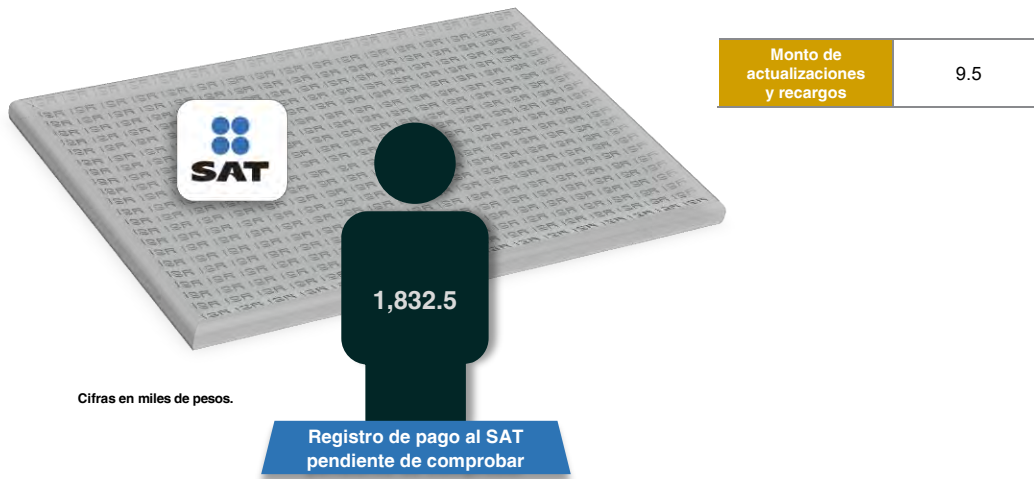 Monto de
actualizaciones
y recargos
9.5
SAT
1,832.5
Cifras en miles de pesos.
Registro de pago al SAT
pendiente de comprobar